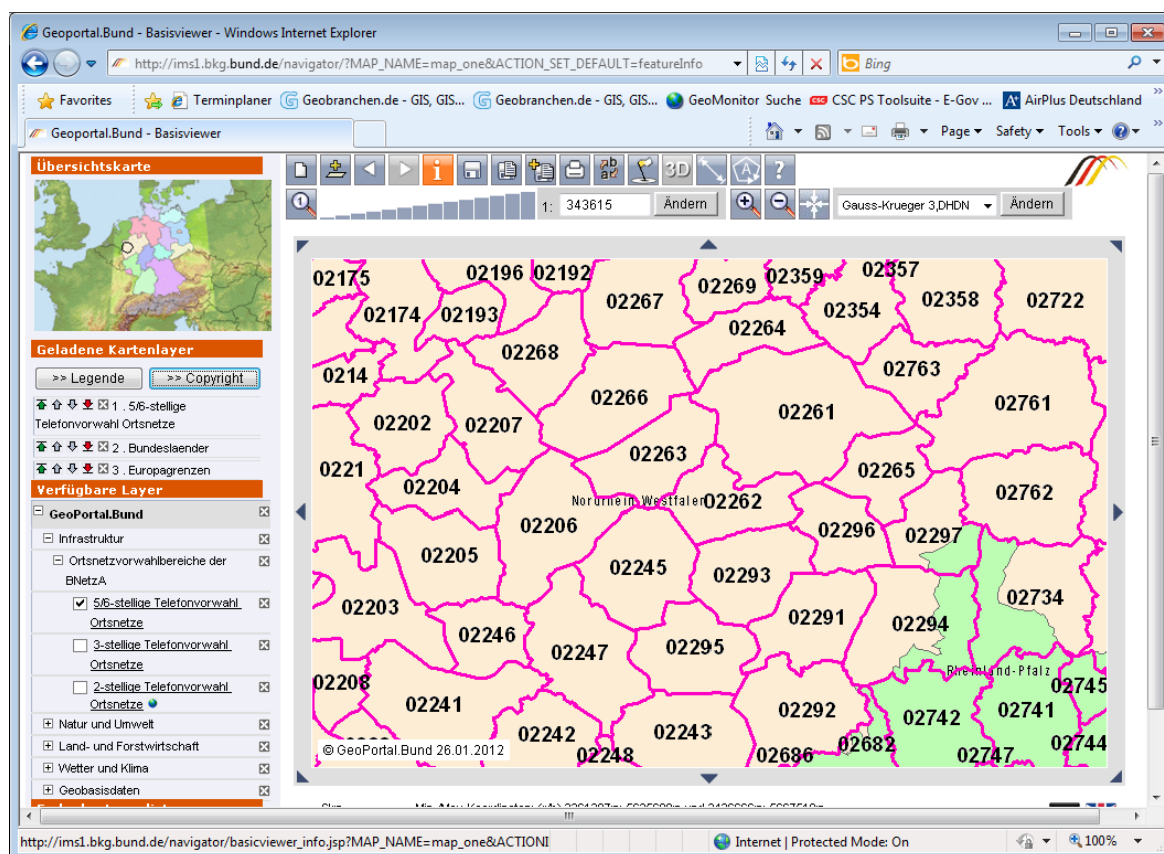 Geoportal.Bund - Basisviewer - Windows Internet Explorer
http://ims1.bkg.bund.de/navigator/?MAP_NAME=map_one&ACTION_SET_DEFAULT=featureInfo
Bing
Favorites
Terminplaner
Geobranchen.de - GIS, GIS...
Geobranchen.de - GIS, GIS...
GeoMonitor Suche
CSC PS Toolsuite - E-Gov ...
AirPlus Deutschland
Geoportal.Bund - Basisviewer
Page
Safety
Tools
Übersichtskarte
3D
1: 343615
Ändern
Gauss-Krueger 3,DHDN
Ändern
Geladene Kartenlayer
>> Legende
>> Copyright
1 . 5/6-stellige
Telefonvorwahl Ortsnetze
2 . Bundeslaender
3 . Europagrenzen
Verfügbare Layer
GeoPortal.Bund
Infrastruktur
Ortsnetzvorwahlbereiche der
BNetzA
5/6-stellige Telefonvorwahl
Ortsnetze
3-stellige Telefonvorwahl
Ortsnetze
2-stellige Telefonvorwahl
Ortsnetze
Natur und Umwelt
Land- und Forstwirtschaft
Wetter und Klima
Geobasisdaten
02175 02196 02192 02267 02269 02359 02357 02358 02722
02174 02193 02264 02354
02268 02763
0214 02266 02261 02761
02202 02207
0221 02263 02265
02204 02262 02762
Nordrhein-Westfalen
02206 02296 02297
02205 02245 02293
02203 02291 02294 02734
02246 02247 02295
Rheinland-Pfalz
02208 02745
02241 02292 02742 02741
02242 02243 02682 02744
02248 02686 02747
© GeoPortal.Bund 26.01.2012
http://ims1.bkg.bund.de/navigator/basicviewer_info.jsp?MAP_NAME=map_one&ACTIONI
Internet | Protected Mode: On
100%